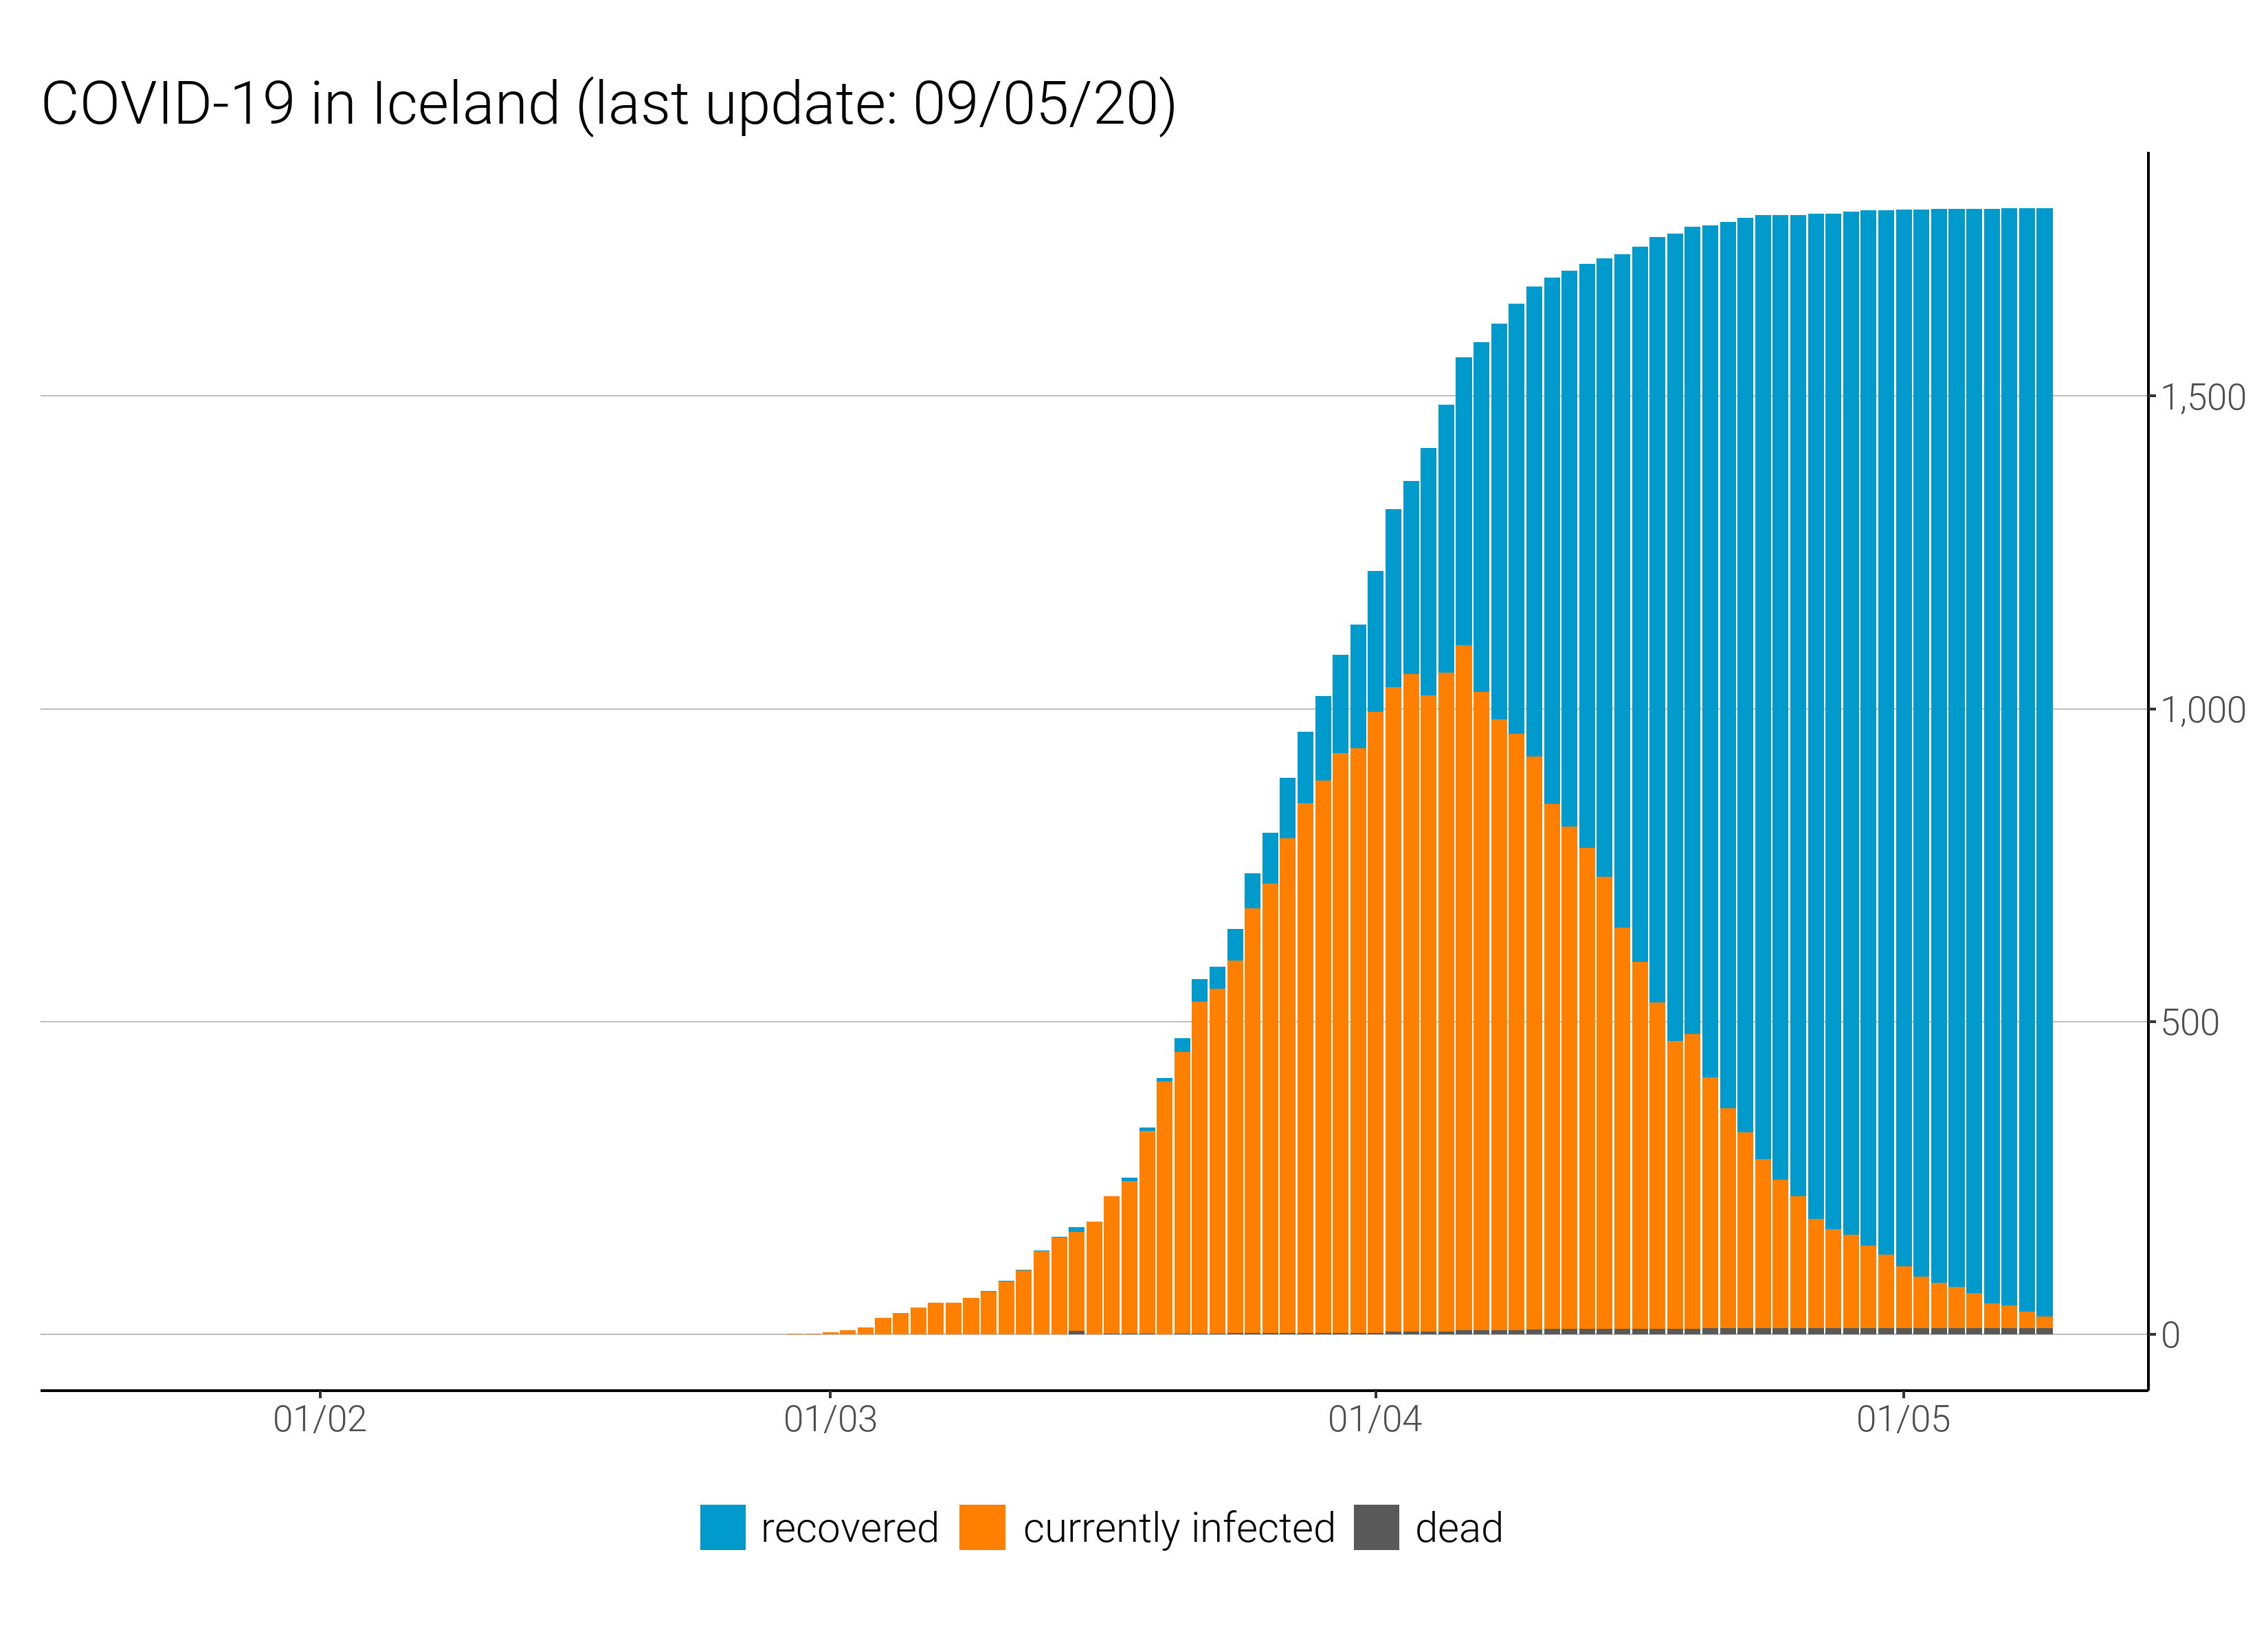 COVID-19 in Iceland (last update: 09/05/20)
1,500
1,000
500
0
01/02 01/03 01/04 01/05
recovered currently infected dead